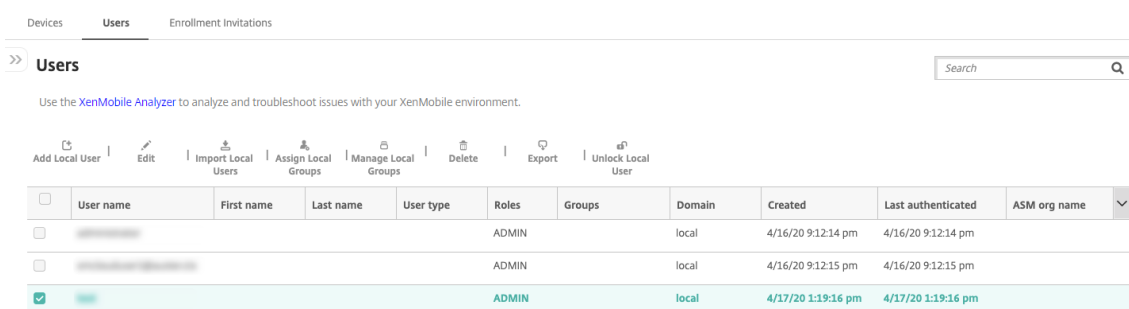 Devices Users Enrollment Invitations
Users
Search
Use the XenMobile Analyzer to analyze and troubleshoot issues with your XenMobile environment.
Add Local User | Edit | Import Local Users | Assign Local Groups | Manage Local Groups | Delete | Export | Unlock Local User
User name First name Last name User type Roles Groups Domain Created Last authenticated ASM org name
ADMIN local 4/16/20 9:12:14 pm 4/16/20 9:12:14 pm
ADMIN local 4/16/20 9:12:15 pm 4/16/20 9:12:15 pm
ADMIN local 4/17/20 1:19:16 pm 4/17/20 1:19:16 pm